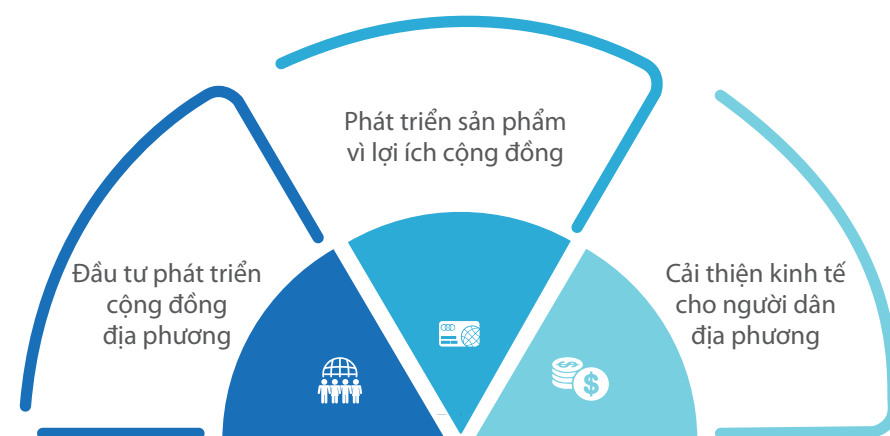 Phát triển sản phẩm
vì lợi ích cộng đồng
Đầu tư phát triển
cộng đồng
địa phương
Cải thiện kinh tế
cho người dân
địa phương
$